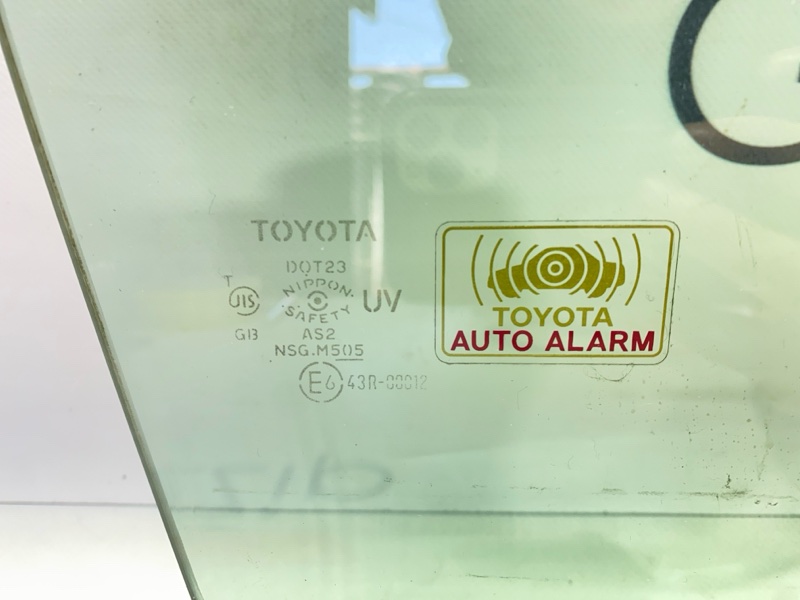 TOYOTA
DOT23
T
JIS
NIPPON
SAFETY
UV
GB
AS2
NSG.M505
E6 43R-00012
TOYOTA
AUTO ALARM